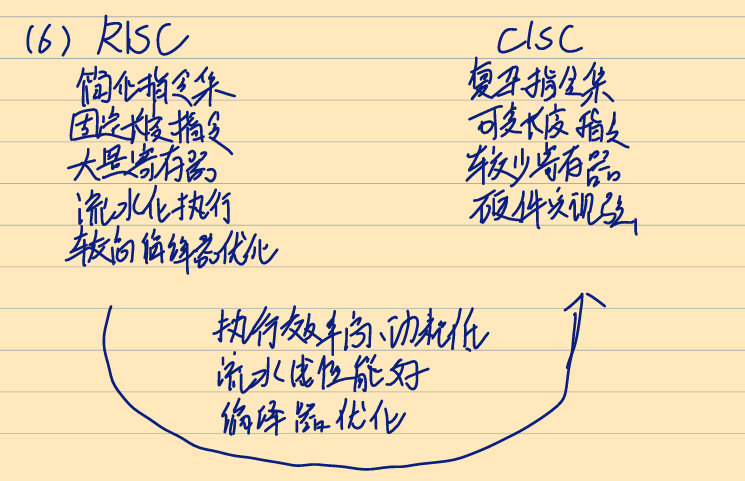 (6) RISC
简化指令集
固定长度指令
大量寄存器
流水化执行
较高编译器优化
CISC
复杂指令集
可变长度指令
较少寄存器
硬件实现
执行效率高、功耗低
流水线性能好
编译器优化